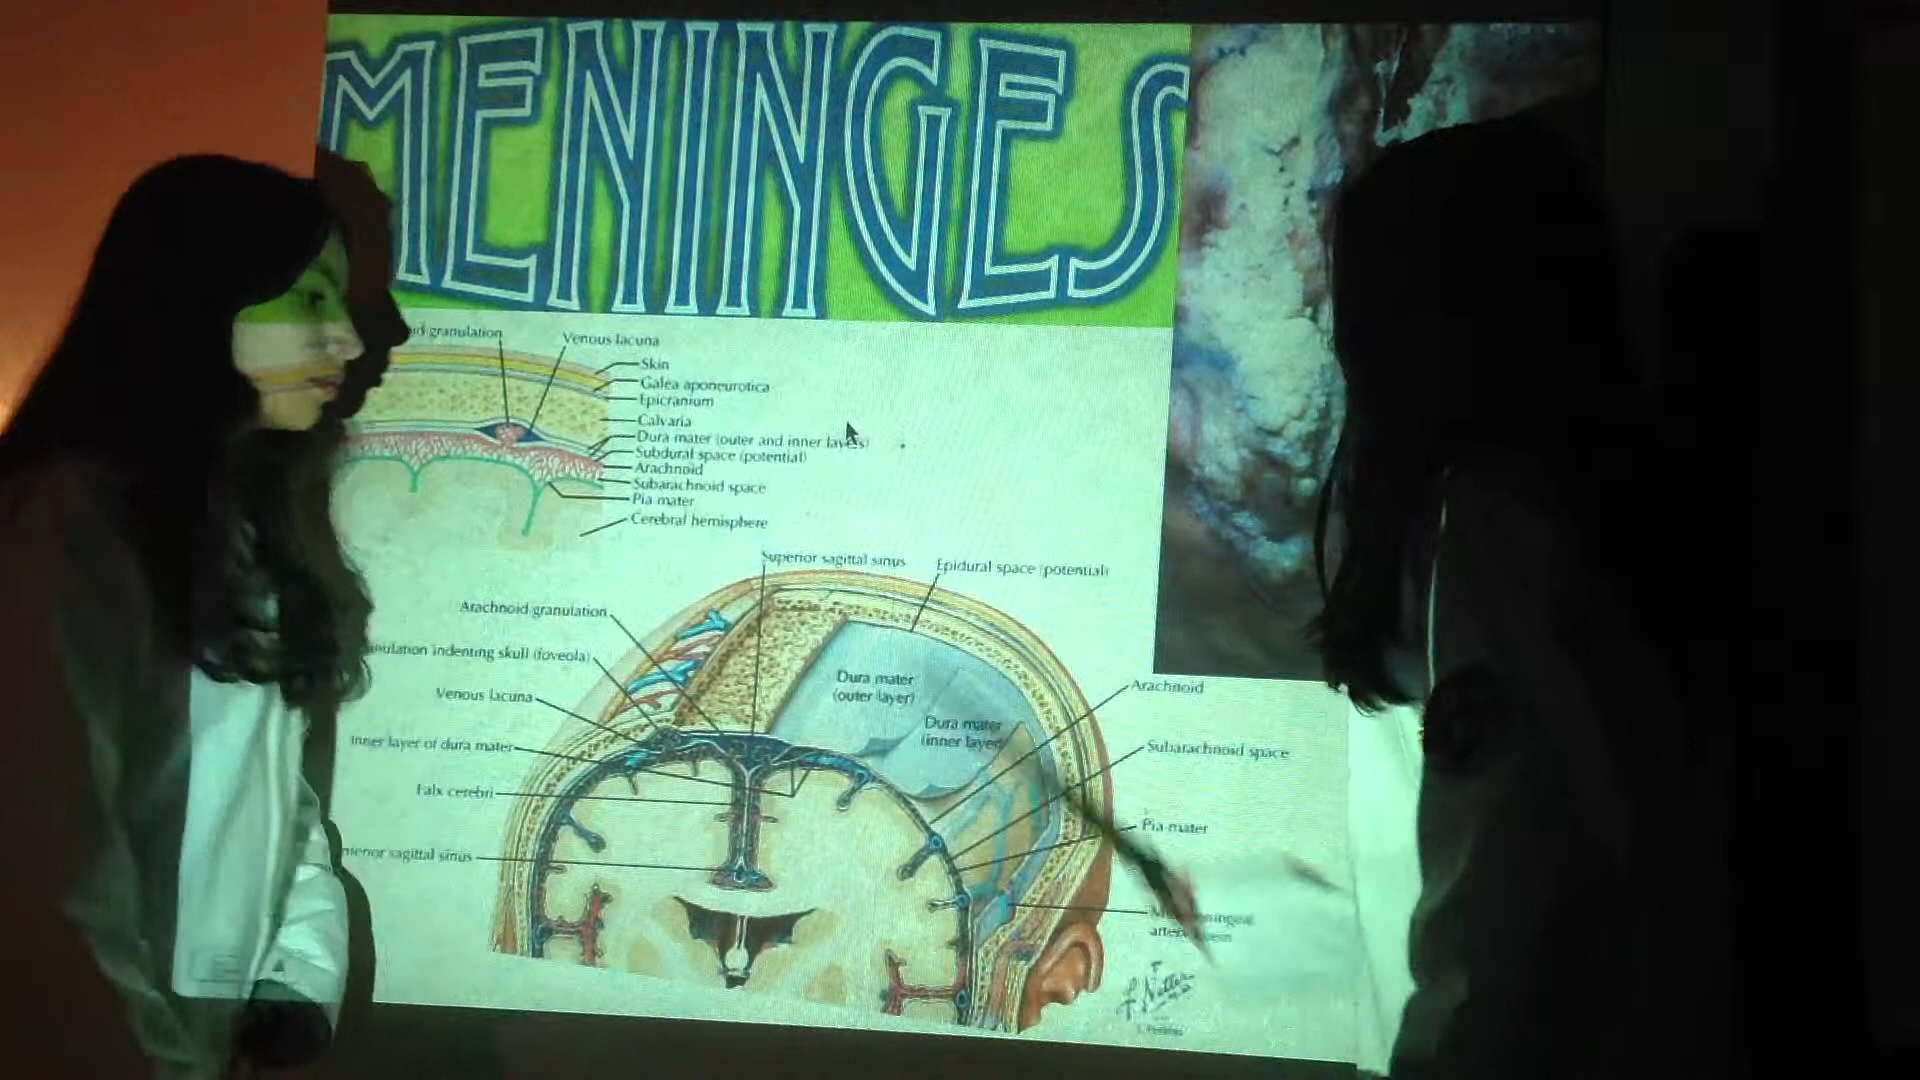 MENINGES
granulation
Venous lacuna
Skin
Galea aponeurotica
Epicranium
Calvaria
Dura mater (outer and inner layers)
Subdural space (potential)
Arachnoid
Subarachnoid space
Pia mater
Cerebral hemisphere
Superior sagittal sinus
Epidural space (potential)
Arachnoid granulation
indenting skull (foveola)
Venous lacuna
Inner layer of dura mater
Falx cerebri
sagittal sinus
Dura mater
(outer layer)
Dura mater
(inner layer)
Arachnoid
Subarachnoid space
Pia mater
F. Netter